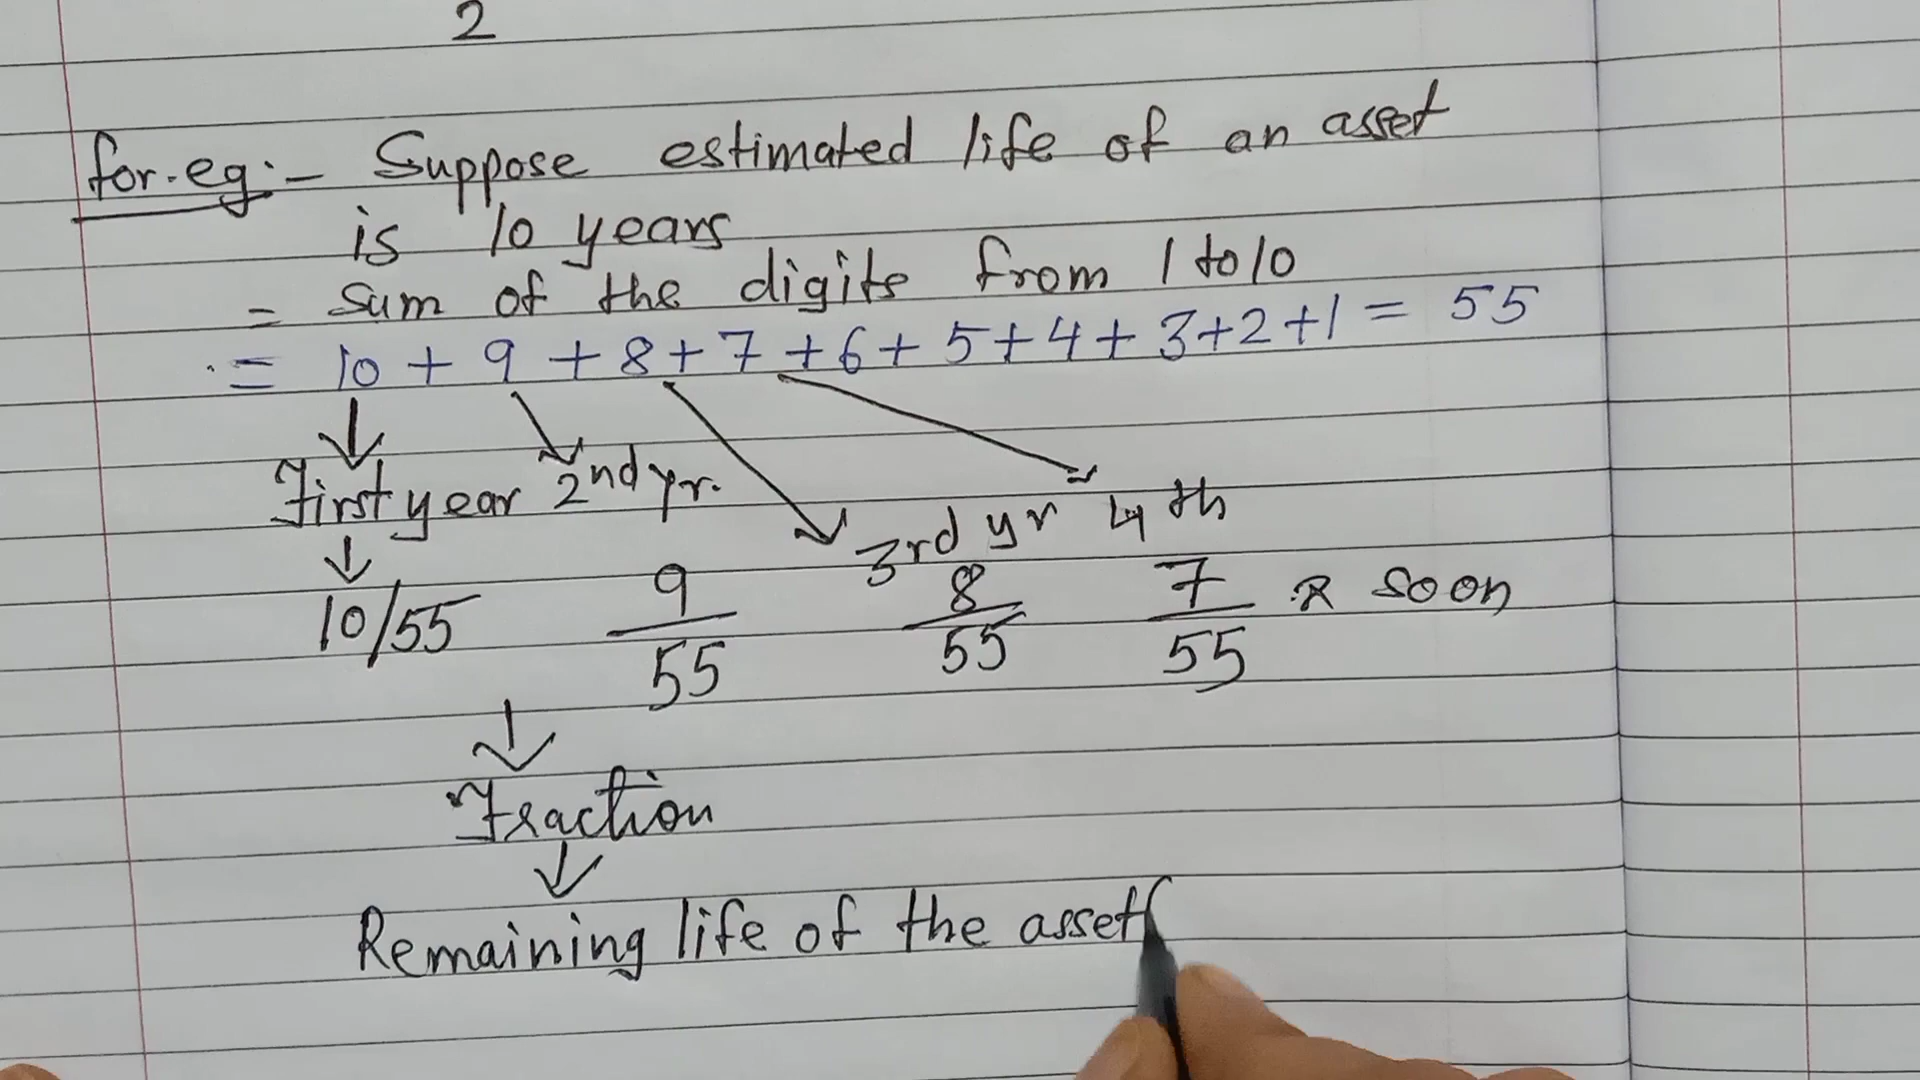 2
for.eg:- Suppose estimated life of an asset
is 10 years
= sum of the digits from 1 to 10
= 10 + 9 + 8 + 7 + 6 + 5 + 4 + 3 + 2 + 1 = 55
First year 2nd yr. 3rd yr 4th
10/55 9/55 8/55 7/55 & soon
Fraction
Remaining life of the asset(